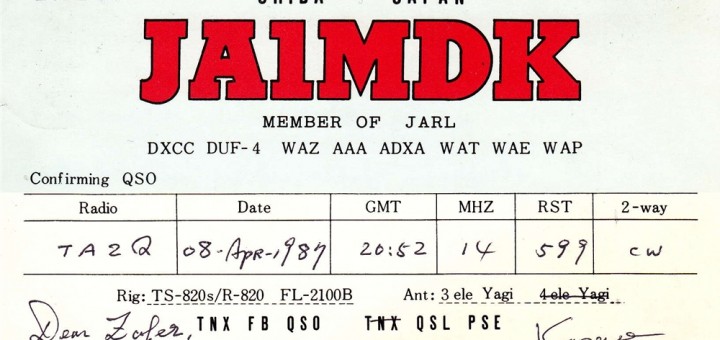 CHIBA JAPAN
JA1MDK
MEMBER OF JARL
DXCC DUF-4 WAZ AAA ADXA WAT WAE WAP
Confirming QSO
Radio Date GMT MHZ RST 2-way
TA2Q 08-Apr-1987 20:52 14 599 CW
Rig: TS-820s/R-820 FL-2100B Ant: 3 ele Yagi 4 ele Yagi
Dear Zafer, TNX FB QSO TNX QSL PSE